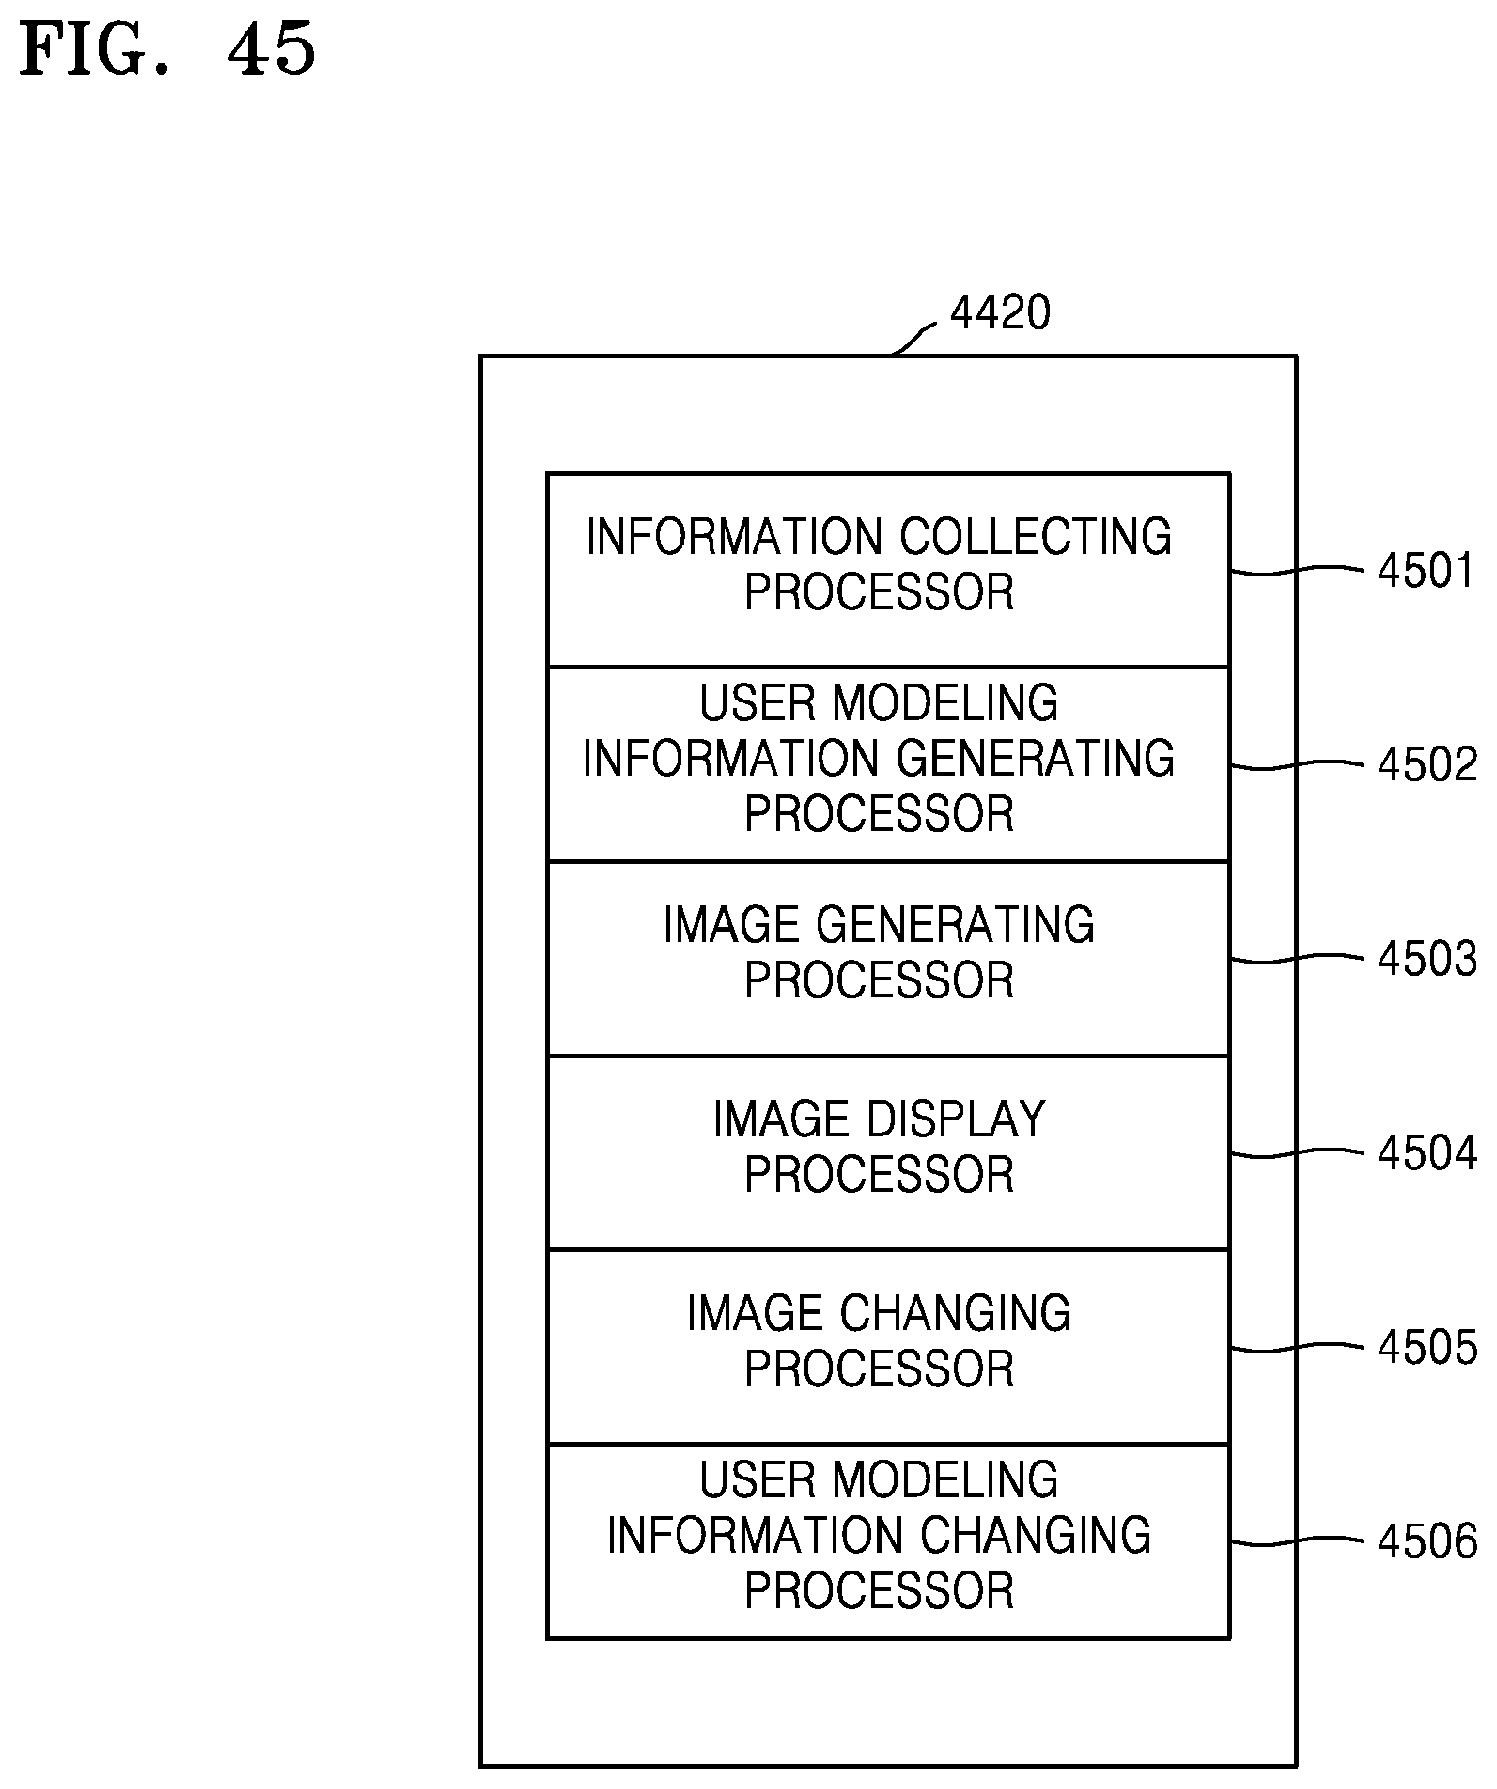 FIG. 45
4420
INFORMATION COLLECTING
PROCESSOR
4501
USER MODELING
INFORMATION GENERATING
PROCESSOR
4502
IMAGE GENERATING
PROCESSOR
4503
IMAGE DISPLAY
PROCESSOR
4504
IMAGE CHANGING
PROCESSOR
4505
USER MODELING
INFORMATION CHANGING
PROCESSOR
4506